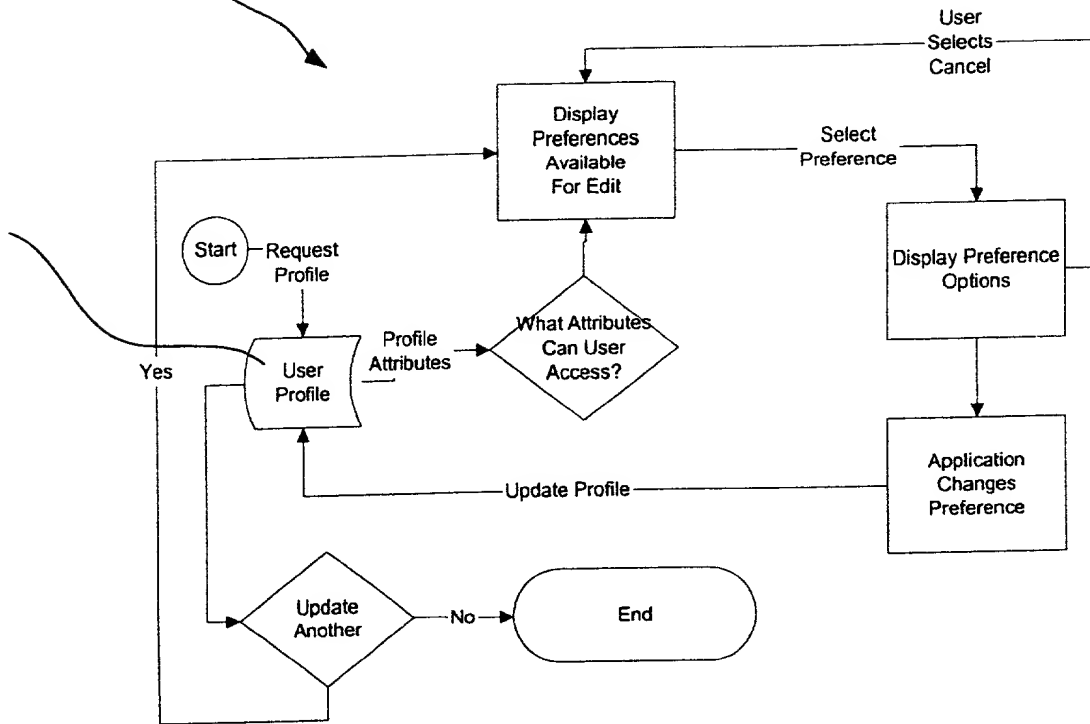 User
Selects
Cancel
Display
Preferences
Available
For Edit
Select
Preference
Start
Request
Profile
Display Preference
Options
What Attributes
Can User
Access?
Profile
Attributes
User
Profile
Yes
Application
Changes
Preference
Update Profile
Update
Another
No
End